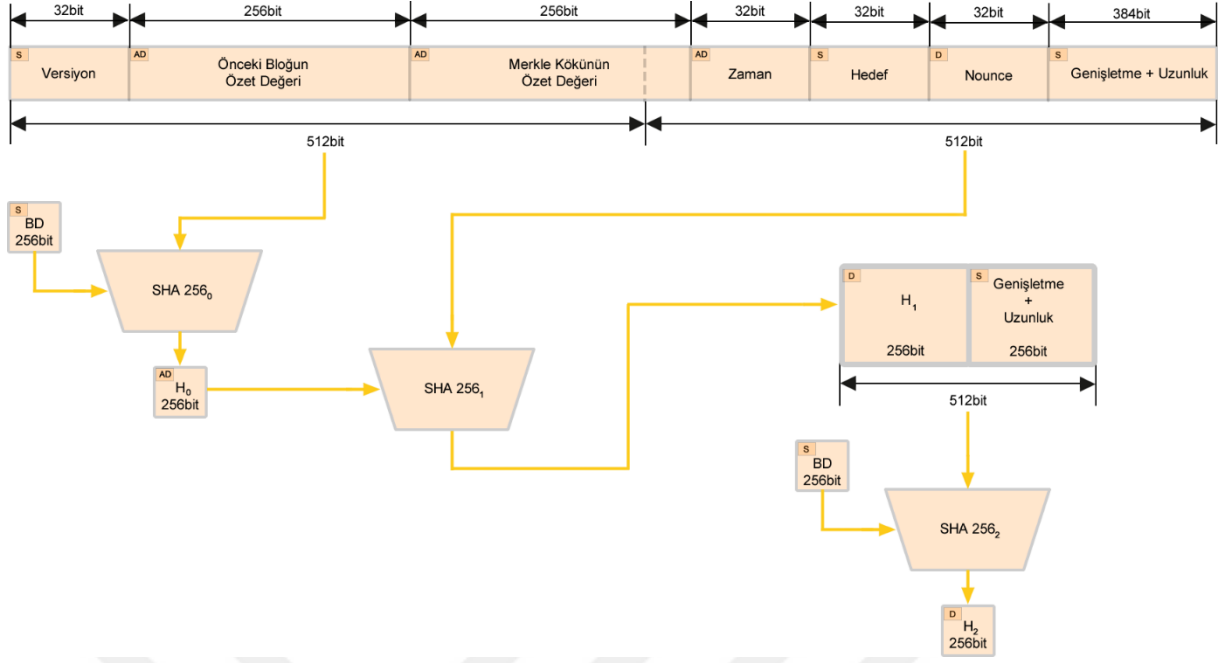 32bit
256bit
256bit
32bit
32bit
32bit
384bit
S
Versiyon
AD
Önceki Bloğun
Özet Değeri
AD
Merkle Kökünün
Özet Değeri
AD
Zaman
S
Hedef
D
Nounce
S
Genişletme + Uzunluk
512bit
512bit
S
BD
256bit
SHA 256₀
AD
H₀
256bit
SHA 256₁
D
H₁
256bit
S
Genişletme
+
Uzunluk
256bit
512bit
S
BD
256bit
SHA 256₂
D
H₂
256bit